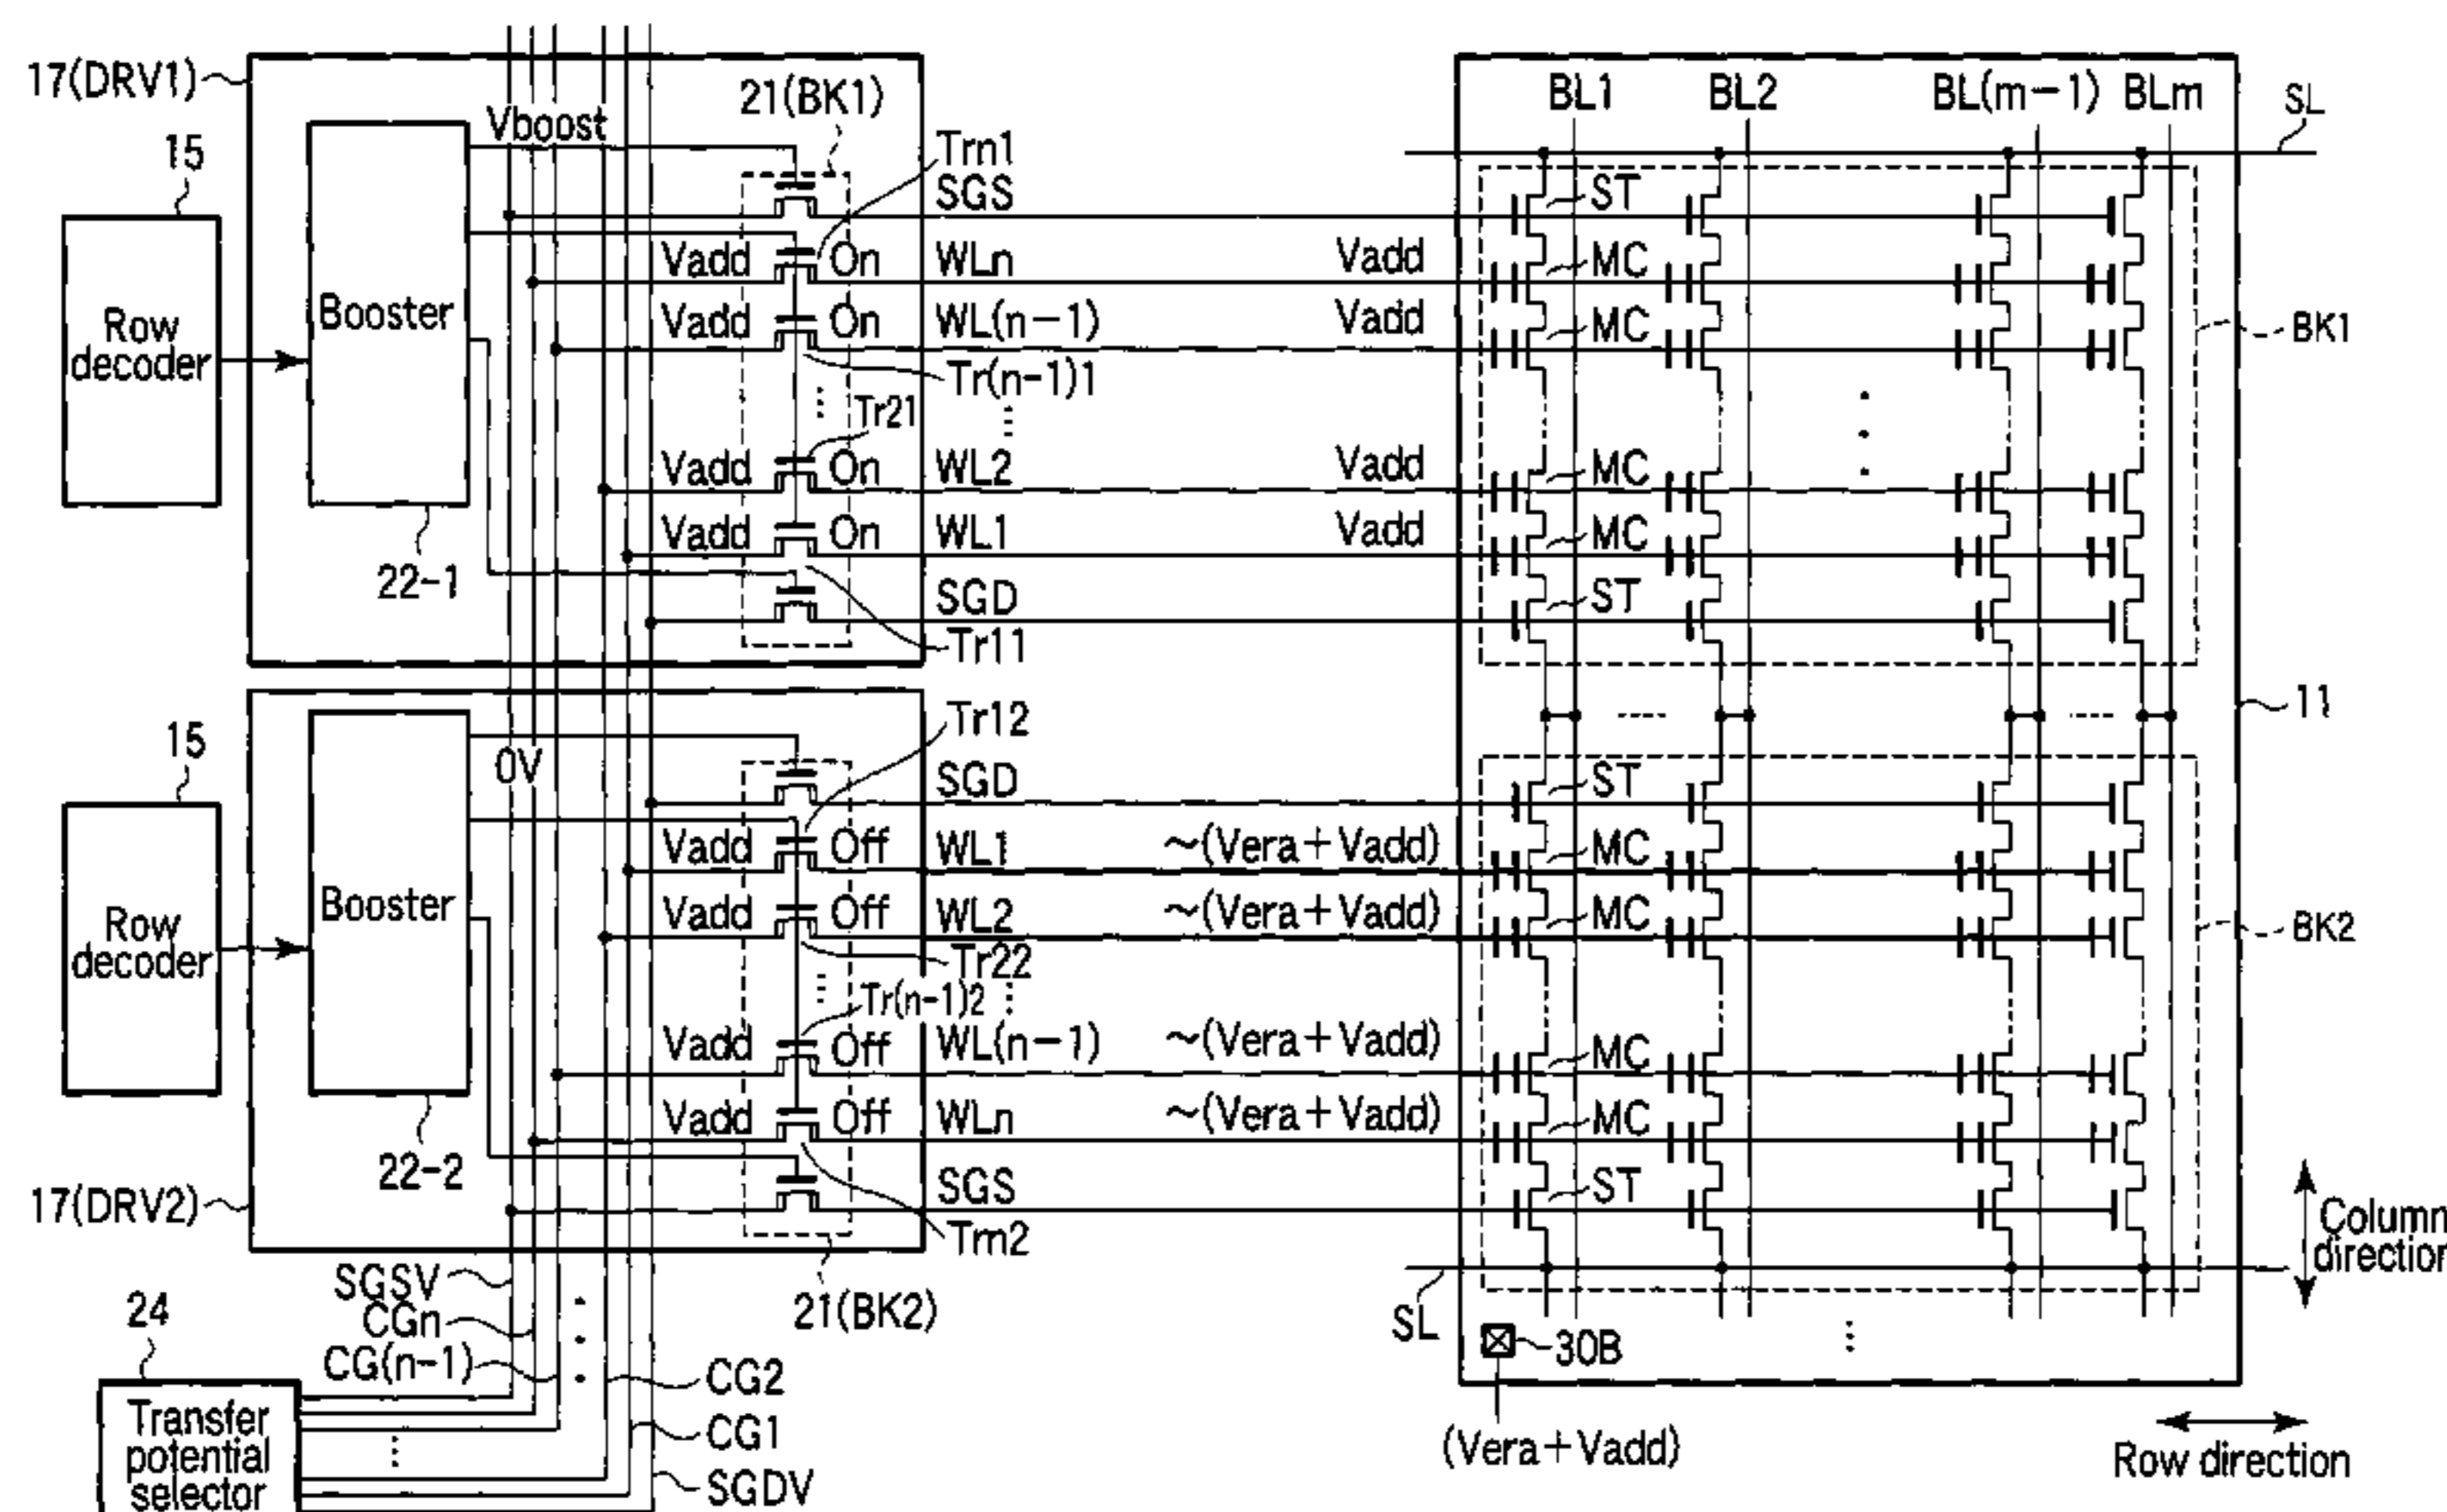 17(DRV1)
15
Row decoder
Booster
22-1
Vboost
21(BK1)
Trn1
SGS
Vadd On WLn Vadd
Vadd On WL(n-1) Vadd
Tr(n-1)1
Tr21
Vadd On WL2 Vadd
Vadd On WL1 Vadd
SGD
Tr11
BL1 BL2 BL(m-1) BLm
SL
ST
MC
MC
MC
MC
ST
BK1
11
15
Row decoder
Booster
22-2
17(DRV2)
0V
Tr12
SGD
Vadd Off WL1 ~(Vera+Vadd)
Vadd Off WL2 ~(Vera+Vadd)
Tr22
Tr(n-1)2
Vadd Off WL(n-1) ~(Vera+Vadd)
Vadd Off WLn ~(Vera+Vadd)
SGS
Trn2
21(BK2)
ST
MC
MC
MC
MC
ST
BK2
SL
30B
(Vera+Vadd)
Column direction
Row direction
24
Transfer potential selector
SGSV
CGn
CG(n-1)
CG2
CG1
SGDV